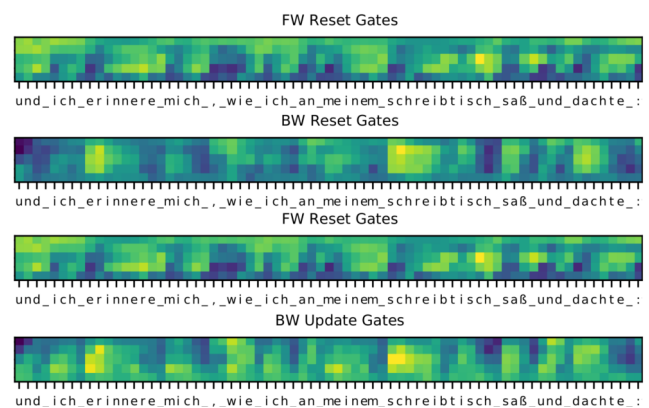 FW Reset Gates
und_ich_erinnere_mich_,_wie_ich_an_meinem_schreibtisch_saß_und_dachte_:
BW Reset Gates
und_ich_erinnere_mich_,_wie_ich_an_meinem_schreibtisch_saß_und_dachte_:
FW Reset Gates
und_ich_erinnere_mich_,_wie_ich_an_meinem_schreibtisch_saß_und_dachte_:
BW Update Gates
und_ich_erinnere_mich_,_wie_ich_an_meinem_schreibtisch_saß_und_dachte_: